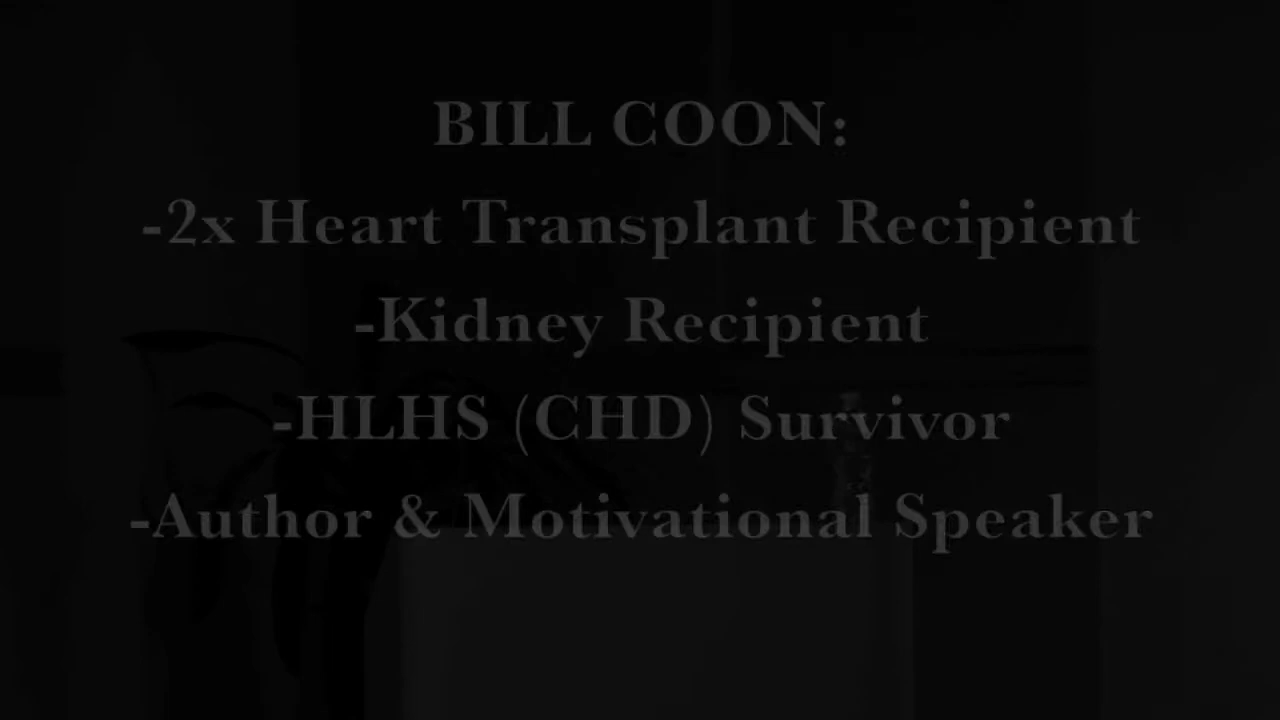 BILL COON:
-2x Heart Transplant Recipient
-Kidney Recipient
-HLHS (CHD) Survivor
-Author & Motivational Speaker